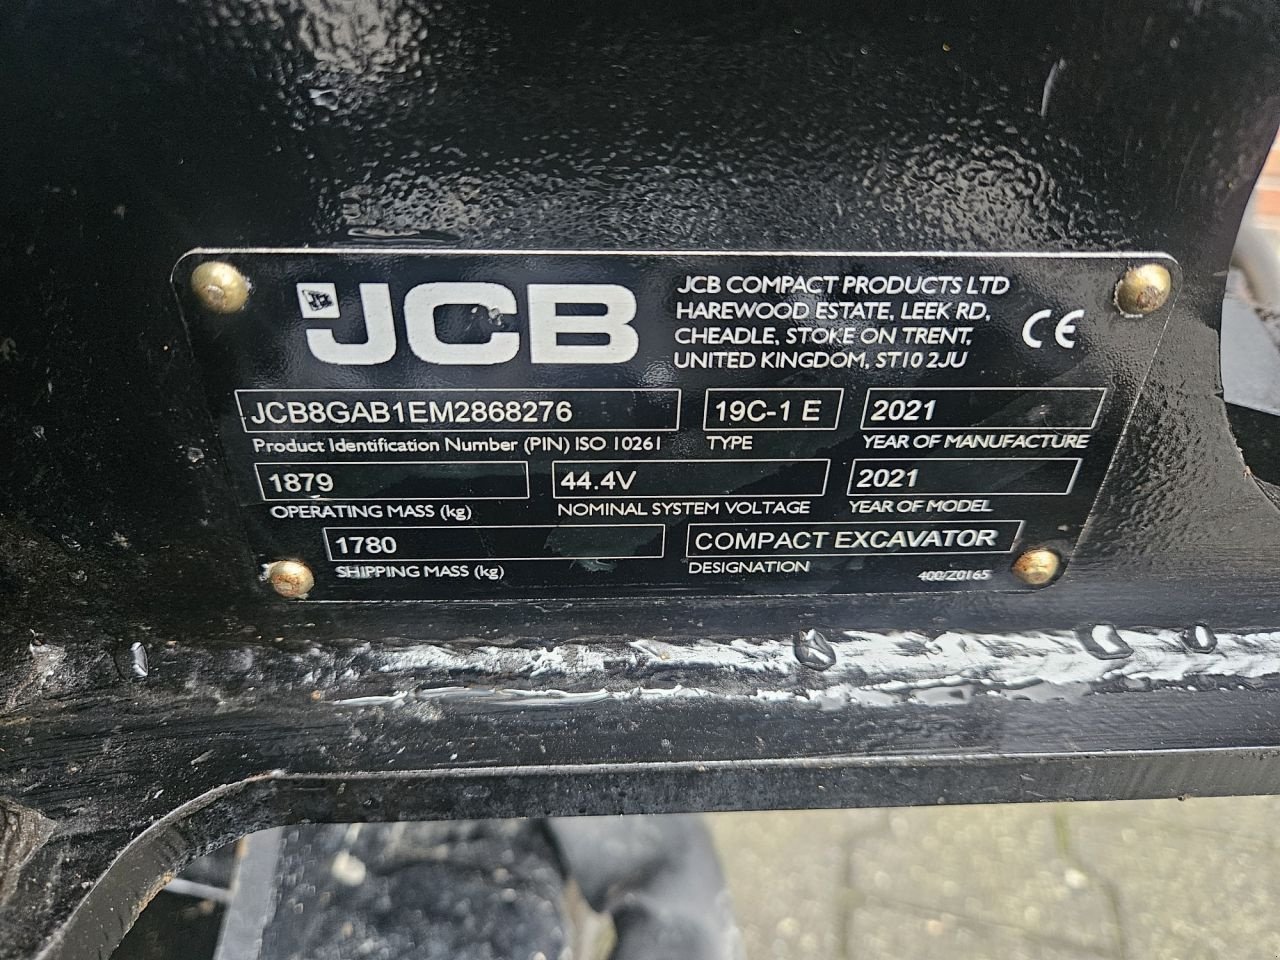 JCB
JCB COMPACT PRODUCTS LTD
HAREWOOD ESTATE, LEEK RD,
CHEADLE, STOKE ON TRENT,
UNITED KINGDOM, ST10 2JU
CE
JCB8GAB1EM2868276
Product Identification Number (PIN) ISO 10261
19C-1 E
TYPE
2021
YEAR OF MANUFACTURE
1879
OPERATING MASS (kg)
44.4V
NOMINAL SYSTEM VOLTAGE
2021
YEAR OF MODEL
1780
SHIPPING MASS (kg)
COMPACT EXCAVATOR
DESIGNATION
400/Z0165